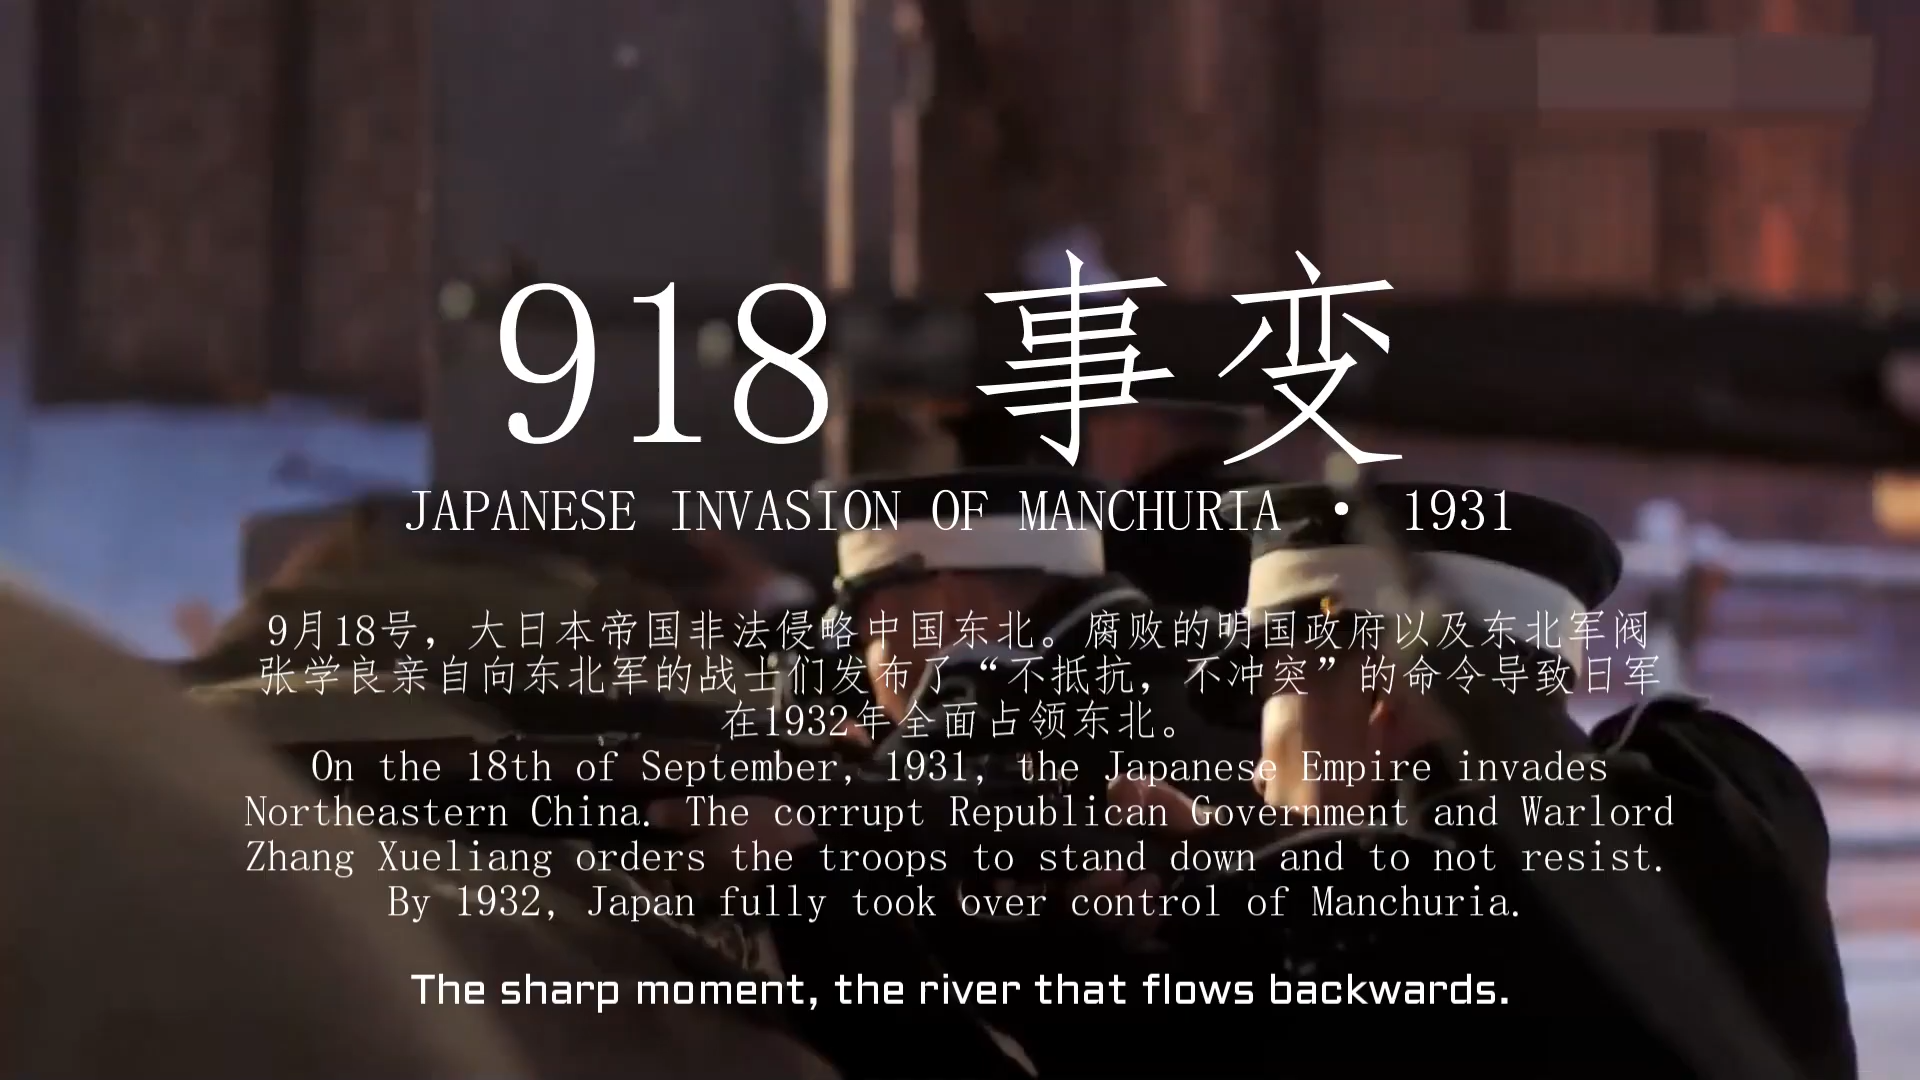 918 事变
JAPANESE INVASION OF MANCHURIA • 1931
9月18号，大日本帝国非法侵略中国东北。腐败的明国政府以及东北军阀
张学良亲自向东北军的战士们发布了“不抵抗，不冲突”的命令导致日军
在1932年全面占领东北。
On the 18th of September, 1931, the Japanese Empire invades
Northeastern China. The corrupt Republican Government and Warlord
Zhang Xueliang orders the troops to stand down and to not resist.
By 1932, Japan fully took over control of Manchuria.
The sharp moment, the river that flows backwards.